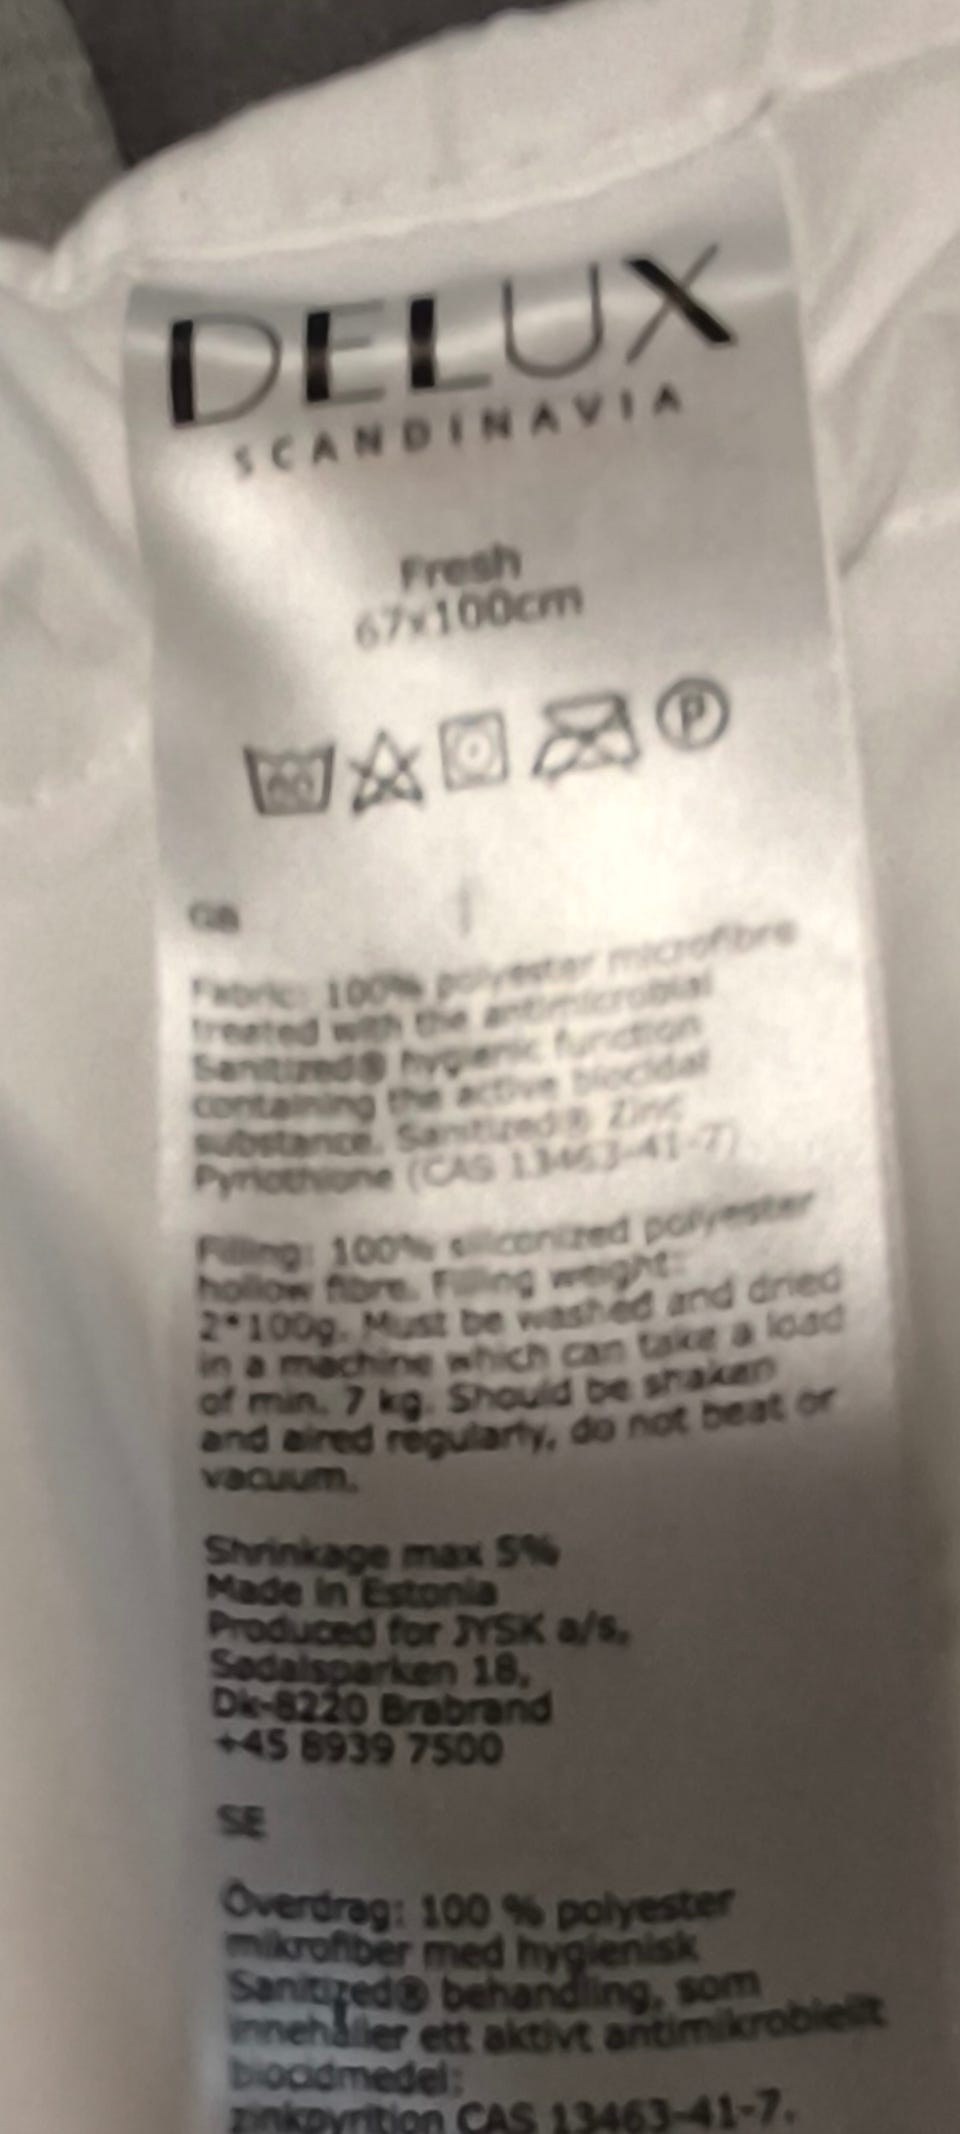 DELUX
SCANDINAVIA
Fresh
67x100cm
60
P
GB
Fabric: 100% polyester microfibre
treated with the antimicrobial
Sanitized® hygienic function
containing the active biocidal
substance. Sanitized® Zinc
Pyriothione (CAS 13463-41-7)
Filling: 100% siliconized polyester
hollow fibre. Filling weight:
2*100g. Must be washed and dried
in a machine which can take a load
of min. 7 kg. Should be shaken
and aired regularly, do not beat or
vacuum.
Shrinkage max 5%
Made in Estonia
Produced for JYSK a/s,
Sødalsparken 18,
Dk-8220 Brabrand
+45 8939 7500
SE
Överdrag: 100 % polyester
mikrofiber med hygienisk
Sanitized® behandling, som
innehåller ett aktivt antimikrobiellt
biocidmedel:
zinkpyrition CAS 13463-41-7.